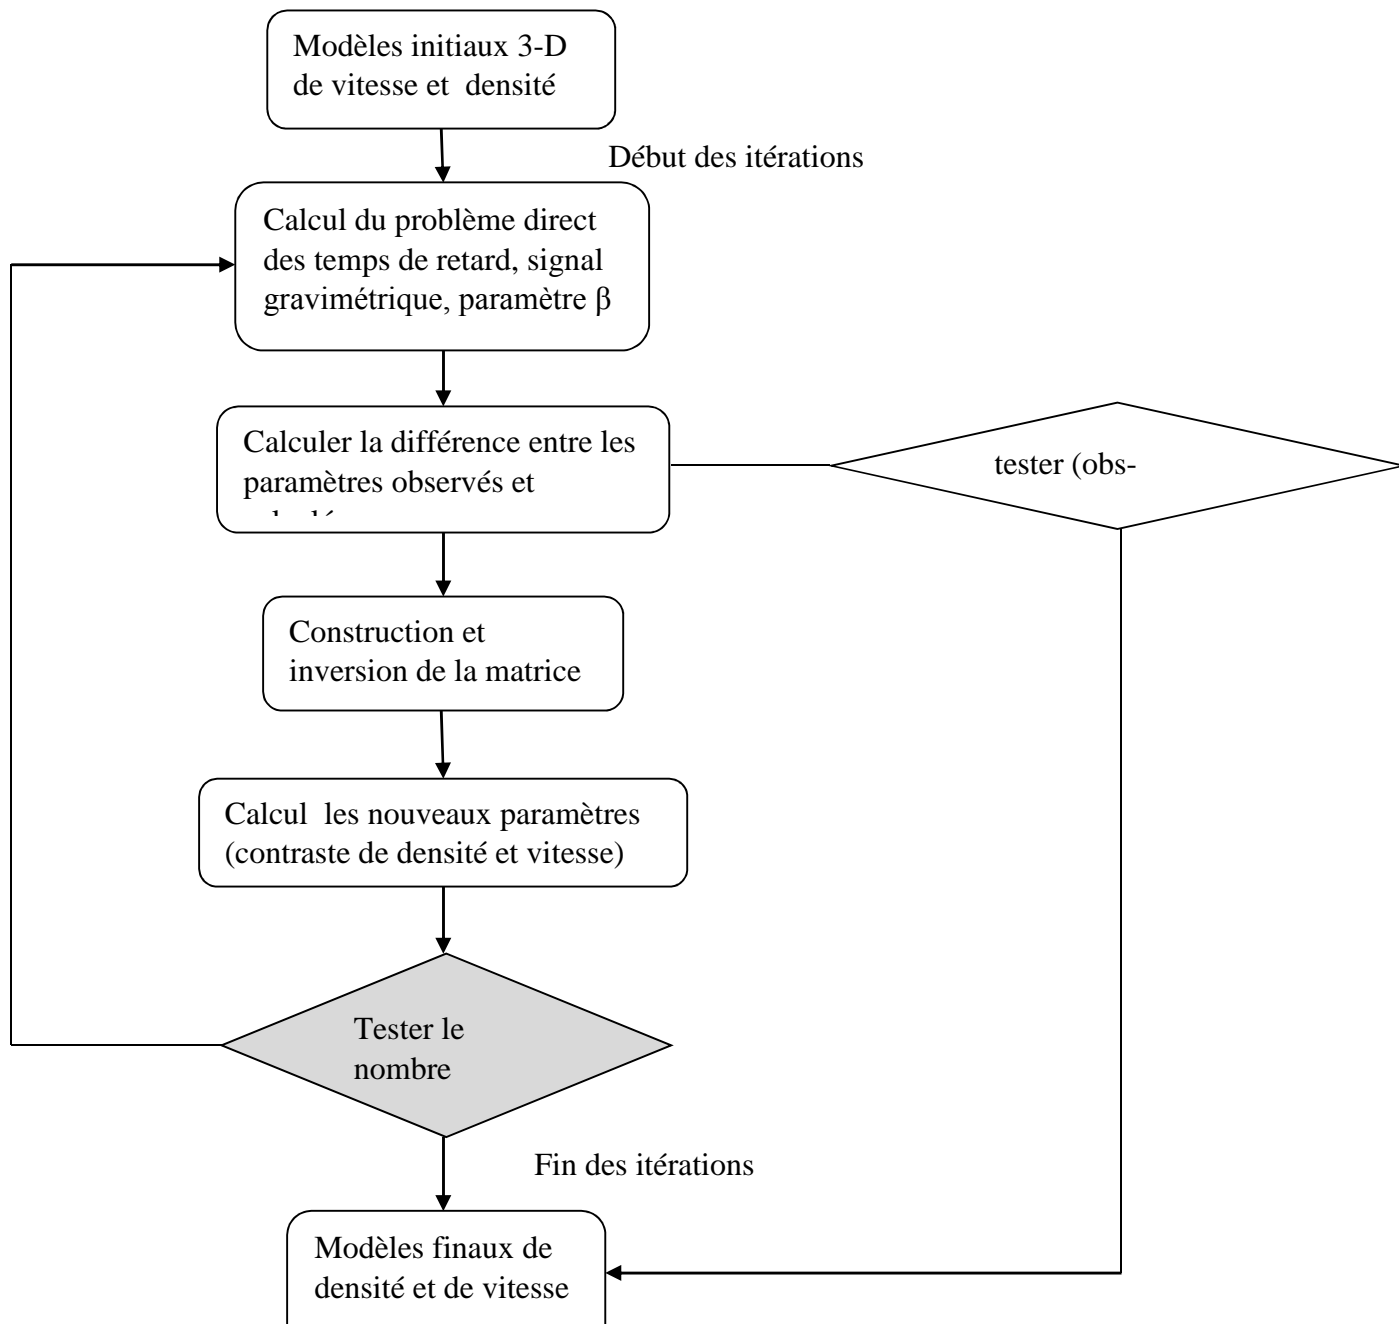 Modèles initiaux 3-D
de vitesse et  densité
Début des itérations
Calcul du problème direct
des temps de retard, signal
gravimétrique, paramètre β
Calculer la différence entre les
paramètres observés et
tester (obs-
Construction et
inversion de la matrice
Calcul  les nouveaux paramètres
(contraste de densité et vitesse)
Tester le
nombre
Fin des itérations
Modèles finaux de
densité et de vitesse